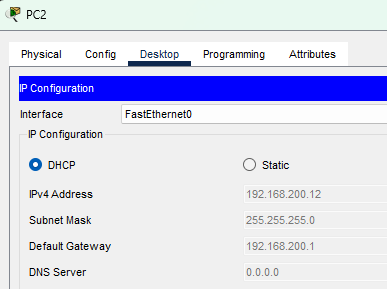 PC2
Physical Config Desktop Programming Attributes
IP Configuration
Interface FastEthernet0
IP Configuration
DHCP Static
IPv4 Address 192.168.200.12
Subnet Mask 255.255.255.0
Default Gateway 192.168.200.1
DNS Server 0.0.0.0